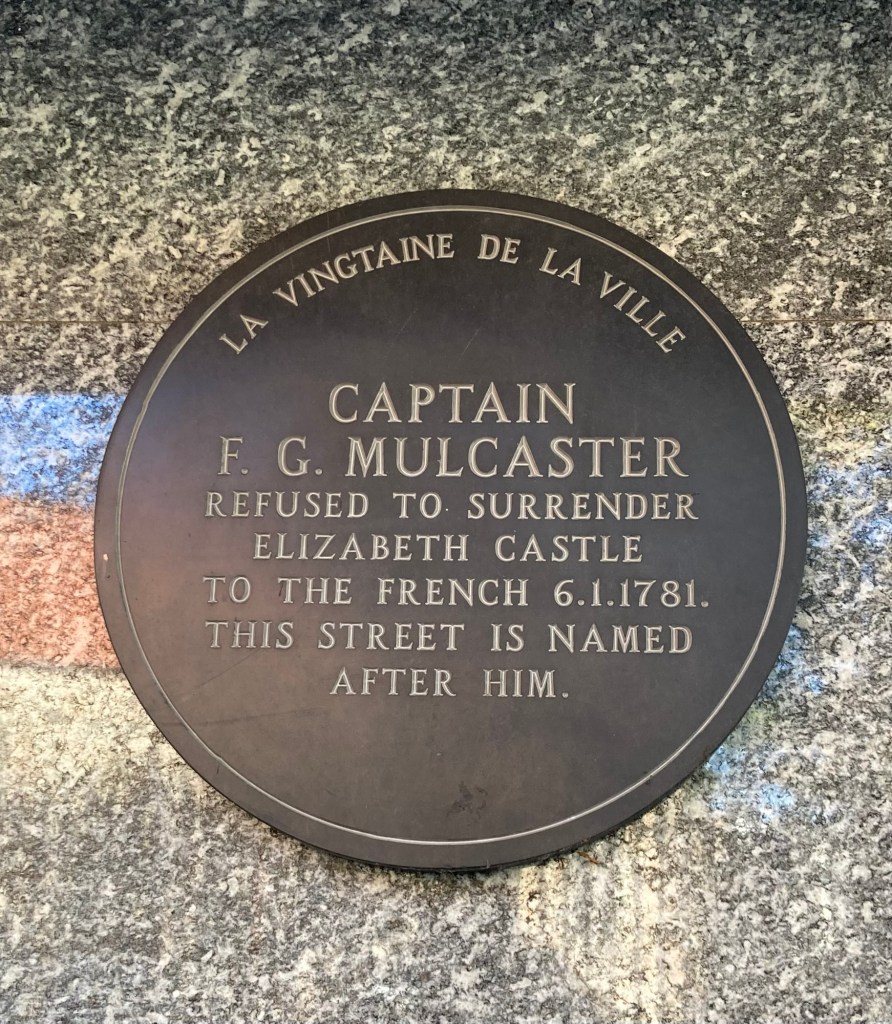 LA VINGTAINE DE LA VILLE
CAPTAIN
F. G. MULCASTER
REFUSED TO SURRENDER
ELIZABETH CASTLE
TO THE FRENCH 6.1.1781.
THIS STREET IS NAMED
AFTER HIM.